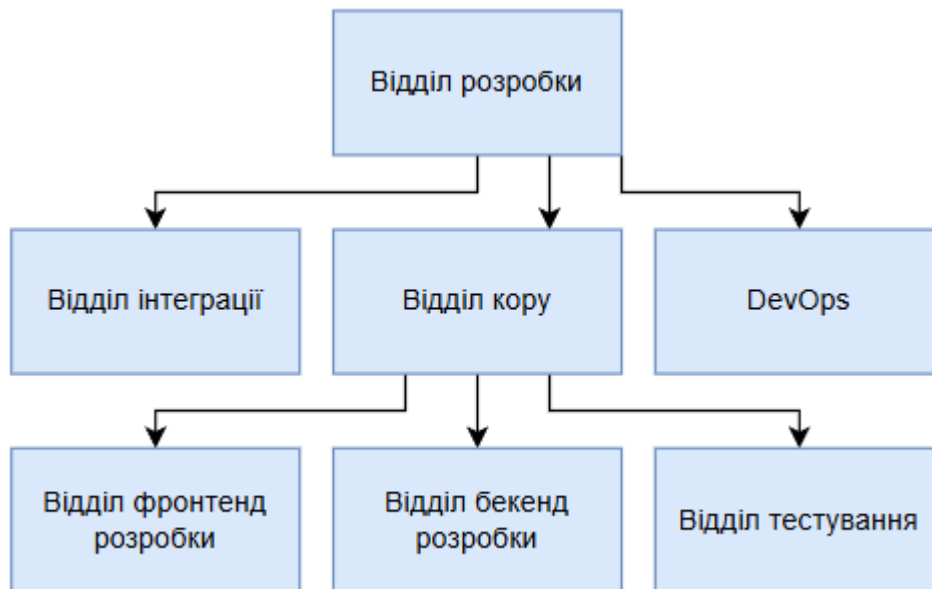 Відділ розробки
Відділ інтеграції
Відділ кору
DevOps
Відділ фронтенд
розробки
Відділ бекенд
розробки
Відділ тестування